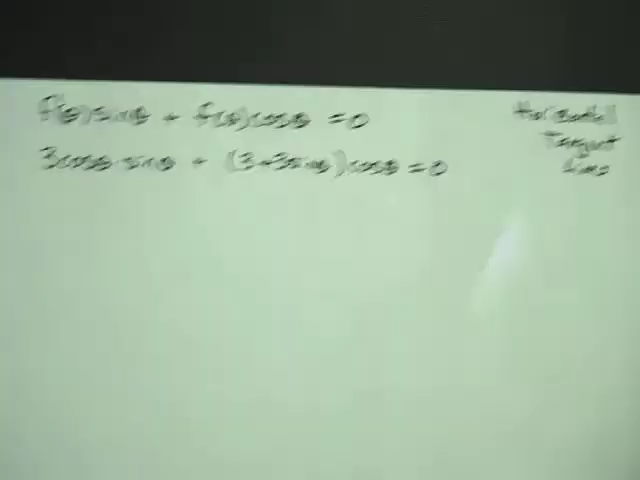 f'(θ)sinθ + f(θ)cosθ = 0
3cosθ·sinθ + (3+3sinθ)cosθ = 0
Horizontal
Tangent
Lines